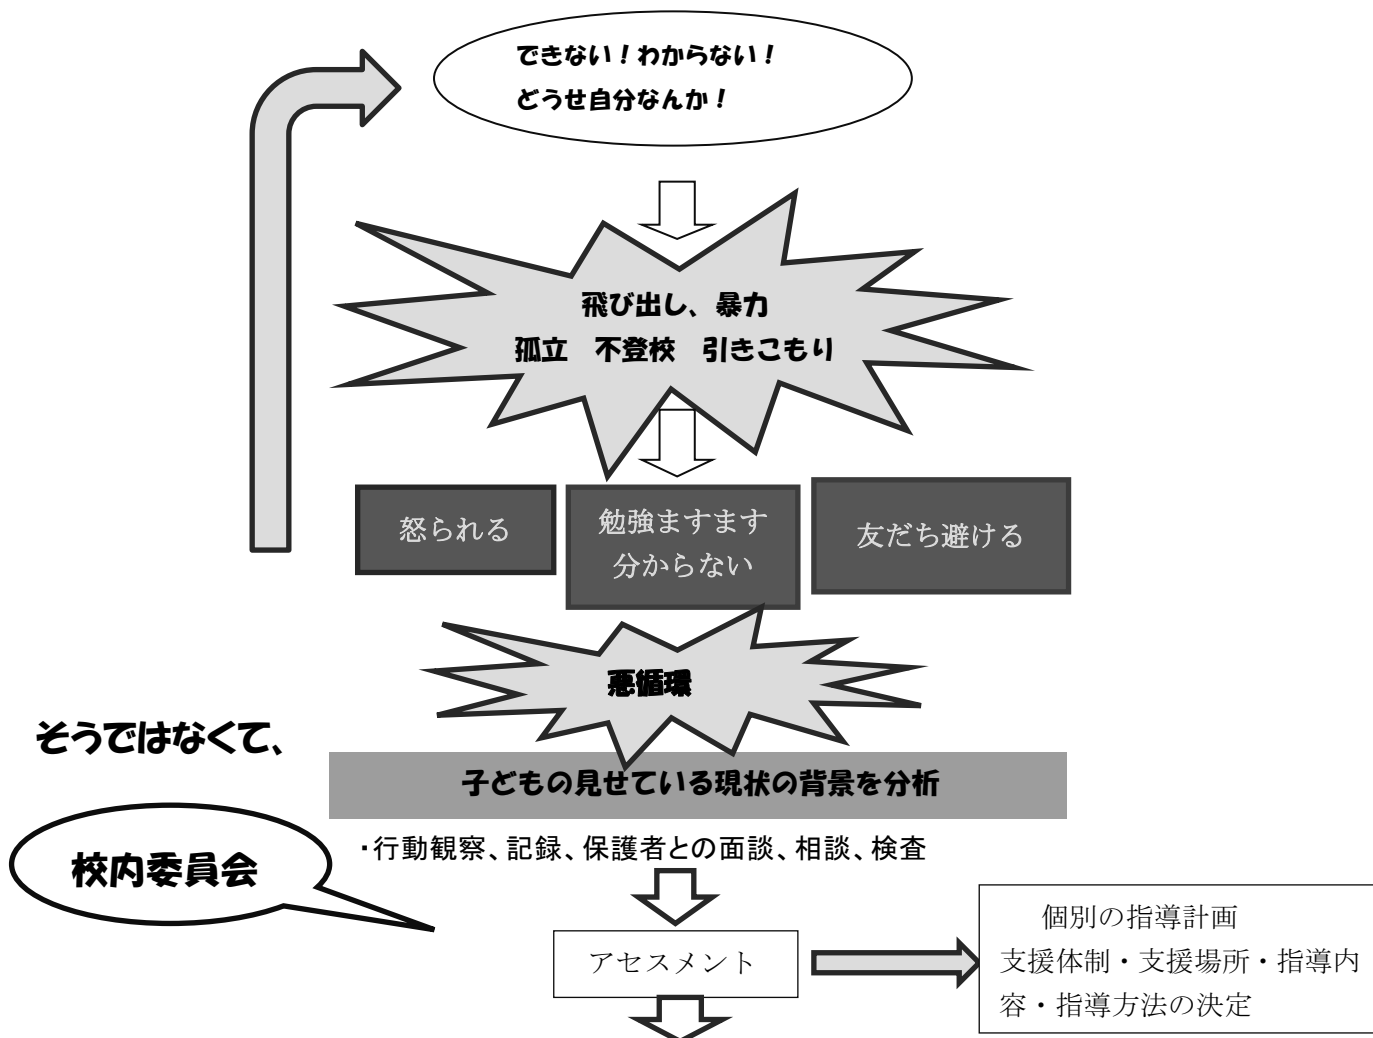 できない！わからない！
どうせ自分なんか！
飛び出し、暴力
孤立　不登校　引きこもり
怒られる
勉強ますます
分からない
友だち避ける
悪循環
そうではなくて、
子どもの見せている現状の背景を分析
・行動観察、記録、保護者との面談、相談、検査
校内委員会
アセスメント
個別の指導計画
支援体制・支援場所・指導内
容・指導方法の決定